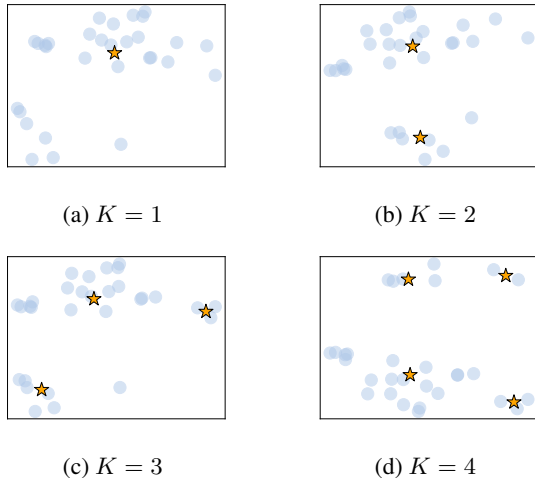 (a) K = 1
(b) K = 2
(c) K = 3
(d) K = 4